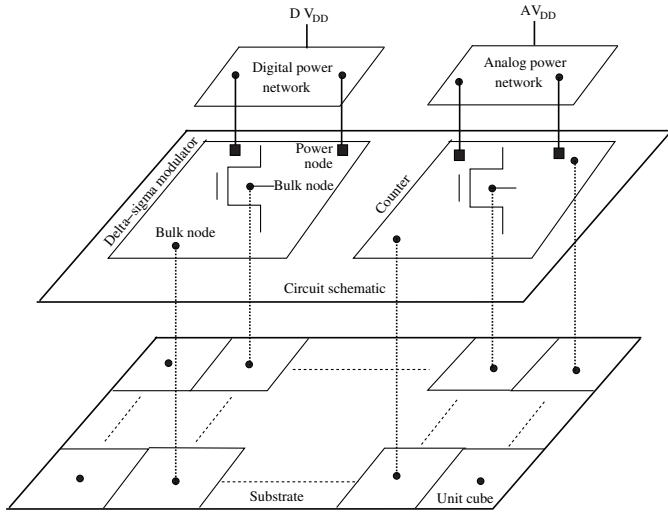 D V_DD
AV_DD
Digital power
network
Analog power
network
Delta–sigma modulator
Power
node
Bulk node
Bulk node
Counter
Circuit schematic
Substrate
Unit cube